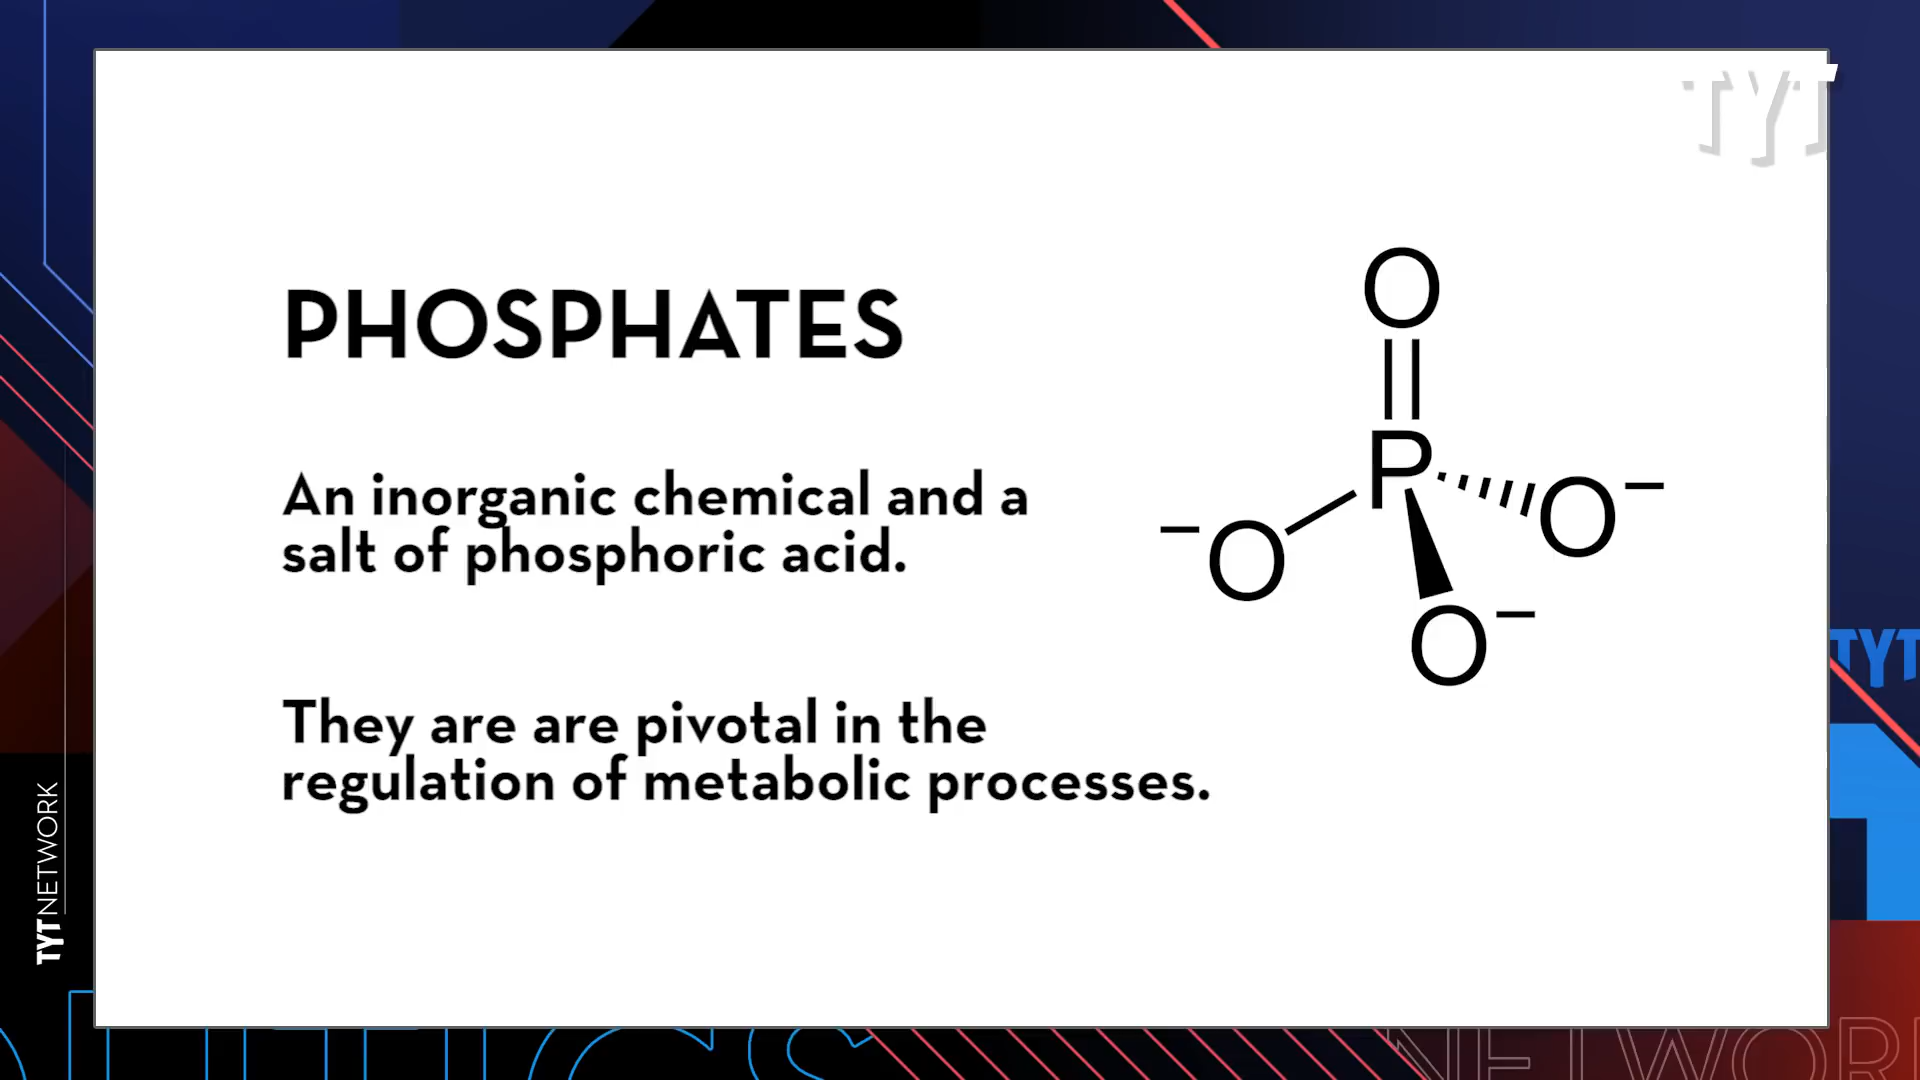 TYT
PHOSPHATES
An inorganic chemical and a
salt of phosphoric acid.
They are are pivotal in the
regulation of metabolic processes.
O
P
O−
−O
O−
TYT
TYTNETWORK
NETWORK